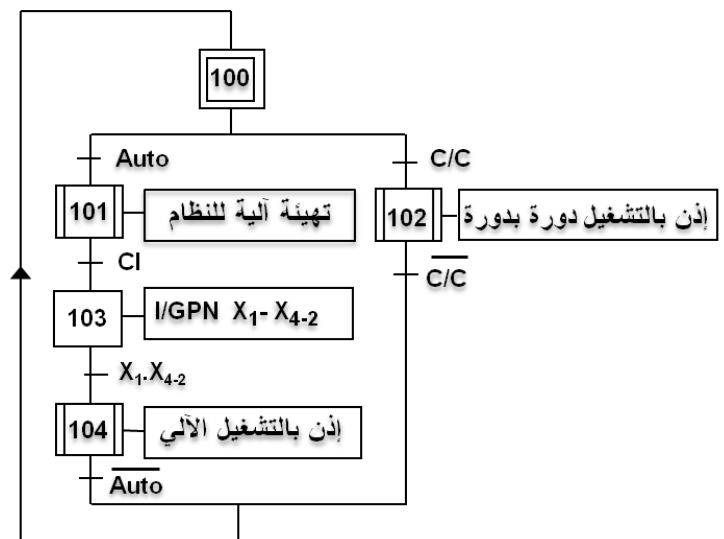 100
Auto
C/C
101
تهيئة آلية للنظام
102
إذن بالتشغيل دورة بدورة
CI
C/C
103
I/GPN X1- X4-2
X1.X4-2
104
إذن بالتشغيل الآلي
Auto